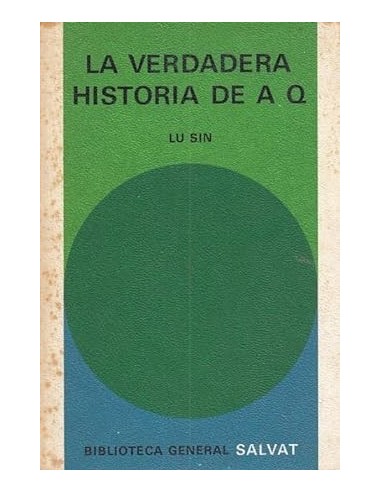 LA VERDADERA
HISTORIA DE A Q
LU SIN
BIBLIOTECA GENERAL SALVAT